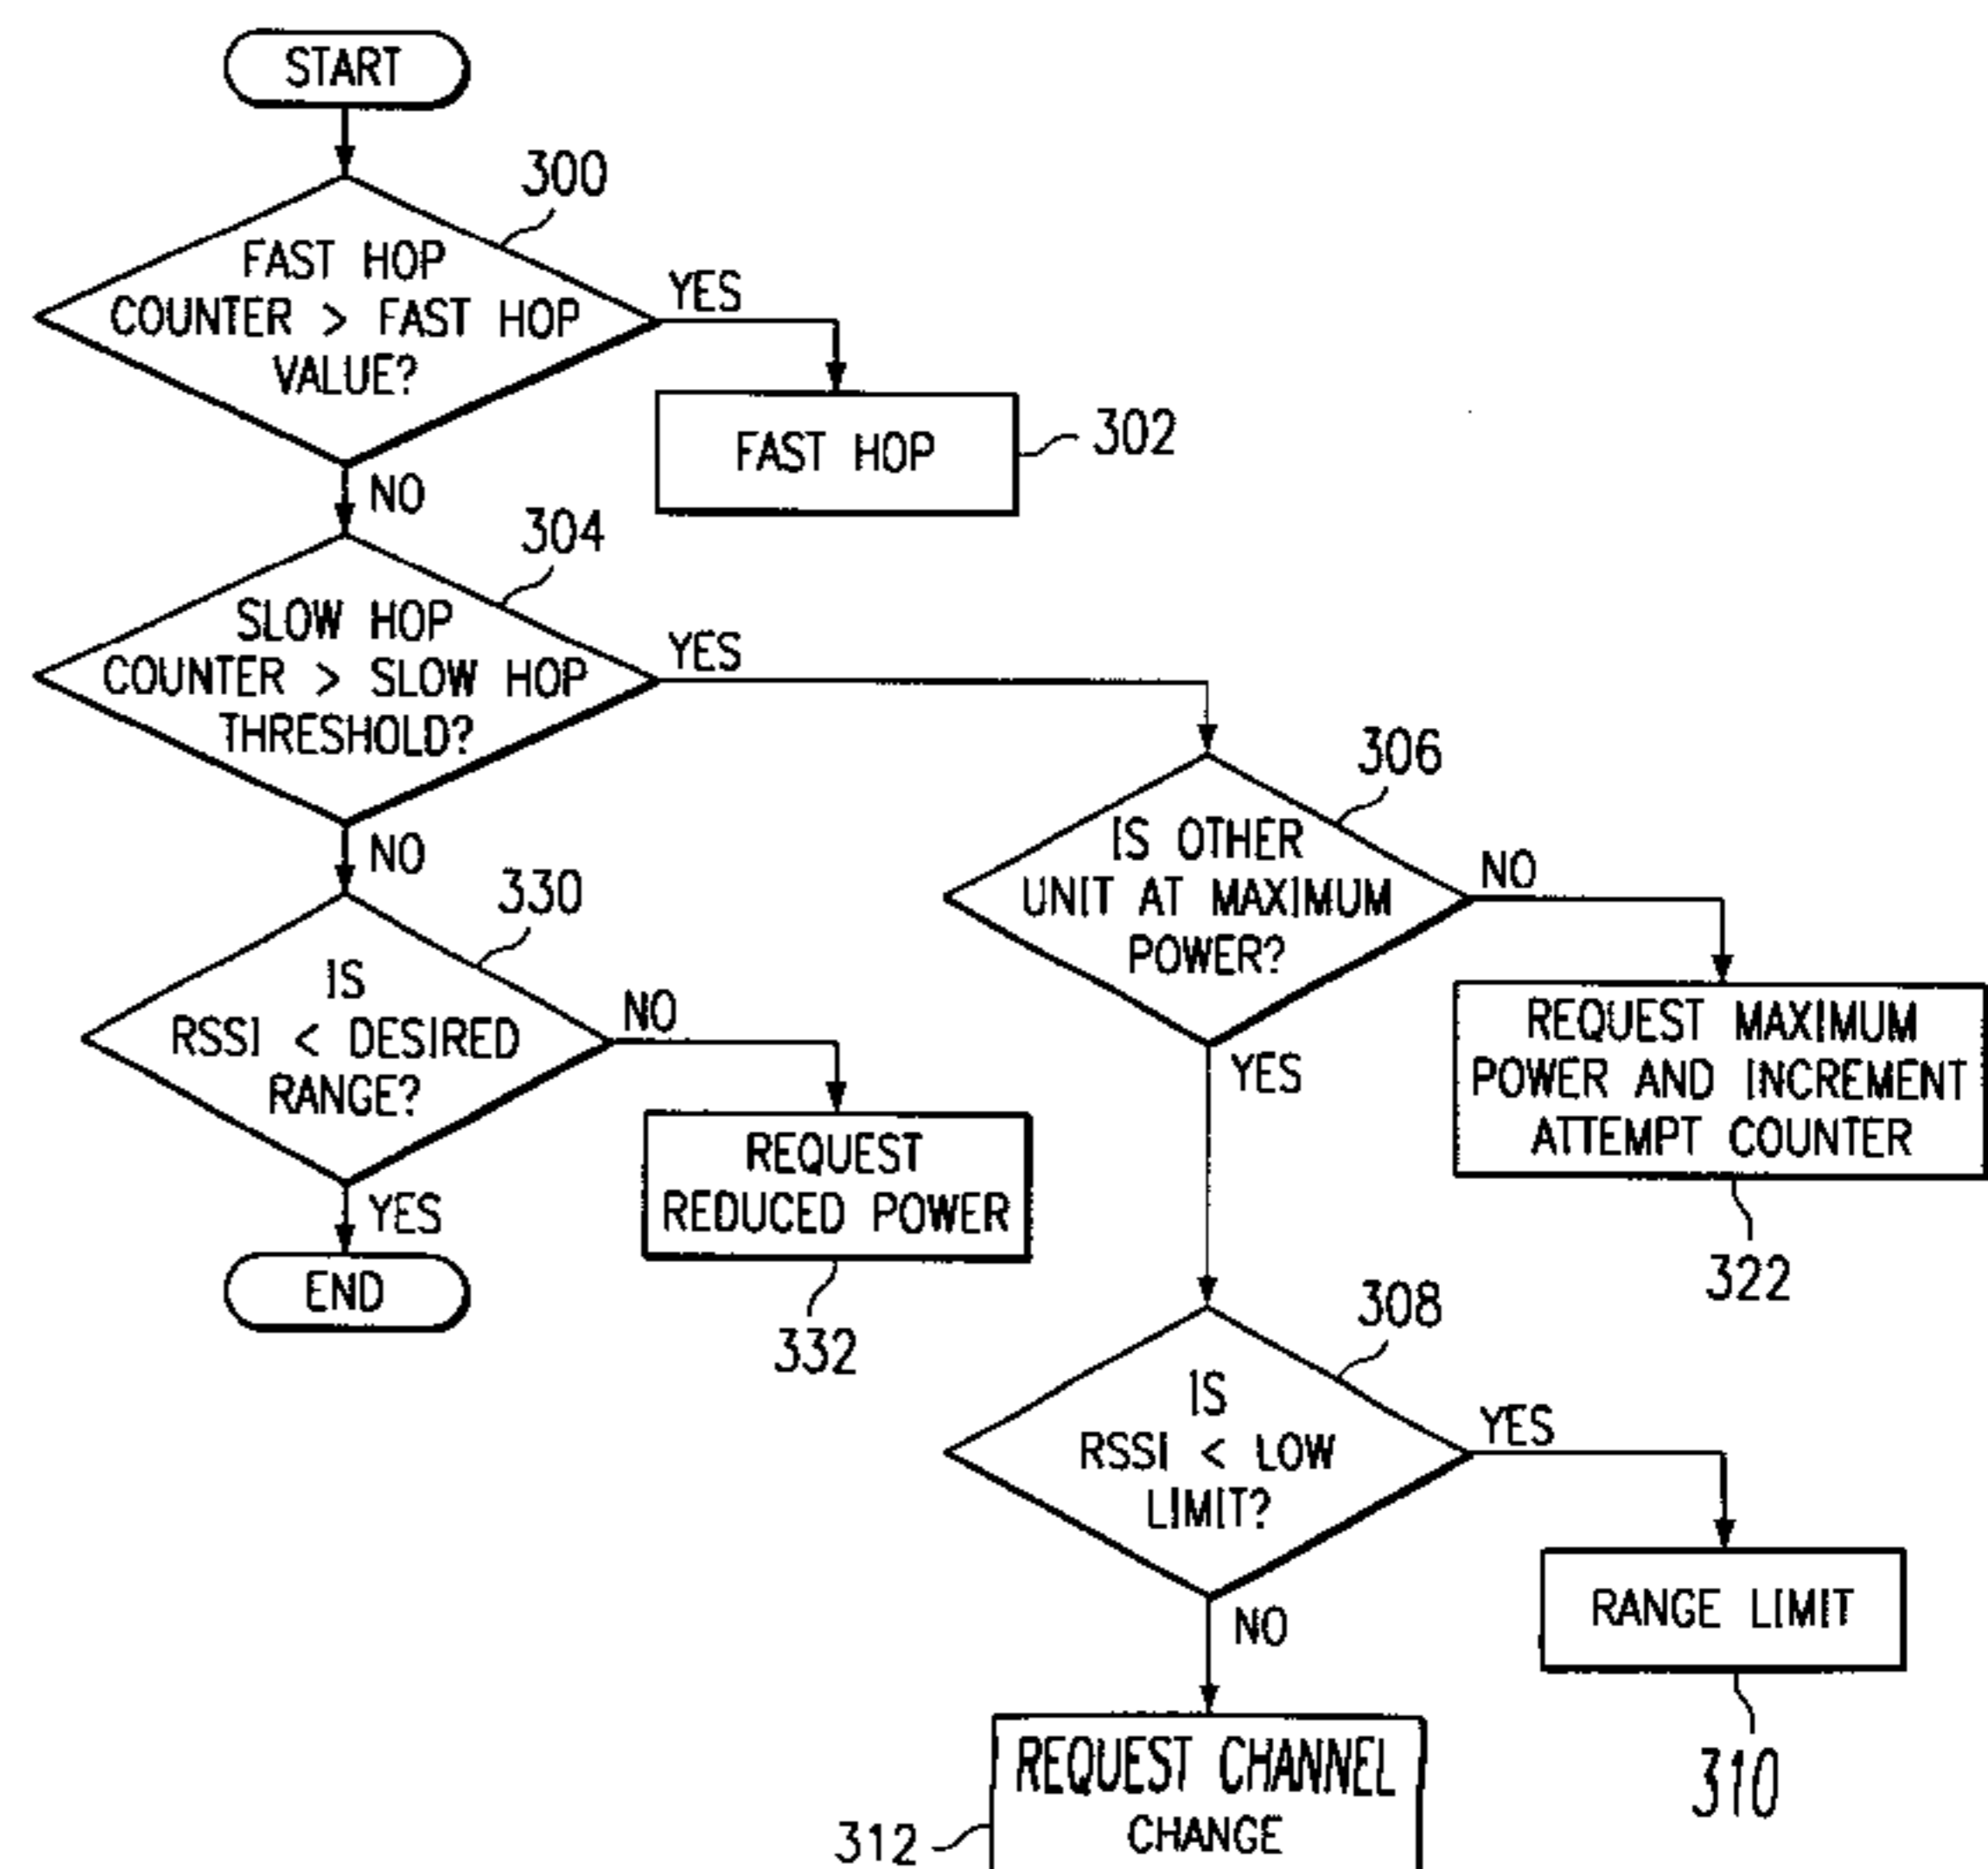 START
300
FAST HOP
COUNTER > FAST HOP
VALUE?
YES
FAST HOP
302
NO
304
SLOW HOP
COUNTER > SLOW HOP
THRESHOLD?
YES
306
IS OTHER
UNIT AT MAXIMUM
POWER?
NO
REQUEST MAXIMUM
POWER AND INCREMENT
ATTEMPT COUNTER
322
NO
330
IS
RSSI < DESIRED
RANGE?
NO
REQUEST
REDUCED POWER
332
YES
END
YES
308
IS
RSSI < LOW
LIMIT?
YES
RANGE LIMIT
310
NO
REQUEST CHANNEL
CHANGE
312